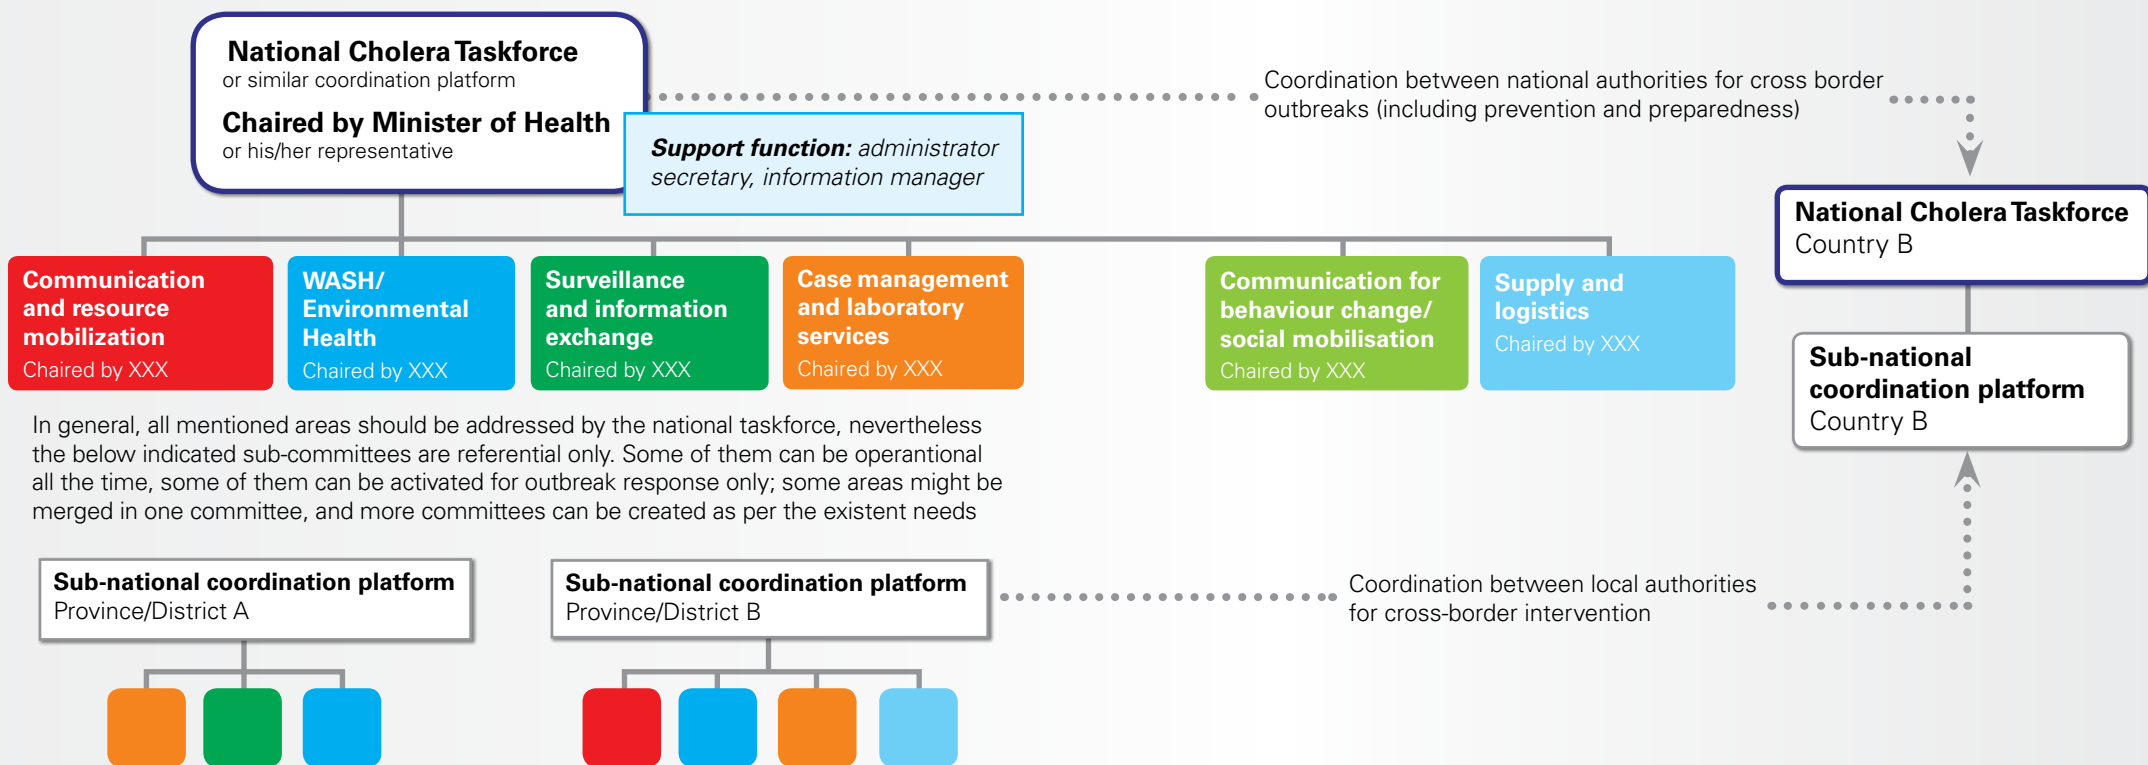 National Cholera Taskforce
or similar coordination platform
Chaired by Minister of Health
or his/her representative
Support function: administrator
secretary, information manager
Coordination between national authorities for cross border
outbreaks (including prevention and preparedness)
National Cholera Taskforce
Country B
Sub-national
coordination platform
Country B
Communication
and resource
mobilization
Chaired by XXX
WASH/
Environmental
Health
Chaired by XXX
Surveillance
and information
exchange
Chaired by XXX
Case management
and laboratory
services
Chaired by XXX
Communication for
behaviour change/
social mobilisation
Chaired by XXX
Supply and
logistics
Chaired by XXX
In general, all mentioned areas should be addressed by the national taskforce, nevertheless
the below indicated sub-committees are referential only. Some of them can be operantional
all the time, some of them can be activated for outbreak response only; some areas might be
merged in one committee, and more committees can be created as per the existent needs
Sub-national coordination platform
Province/District A
Sub-national coordination platform
Province/District B
Coordination between local authorities
for cross-border intervention